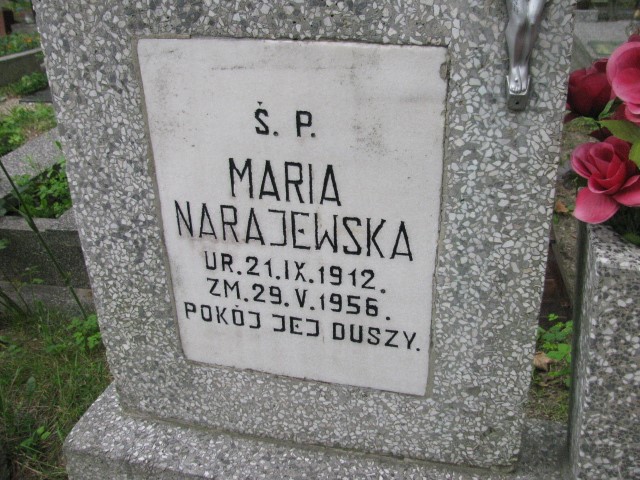 Ś. P.
MARIA
NARAJEWSKA
UR. 21. IX. 1912.
ZM. 29. V. 1956.
POKÓJ JEJ DUSZY.